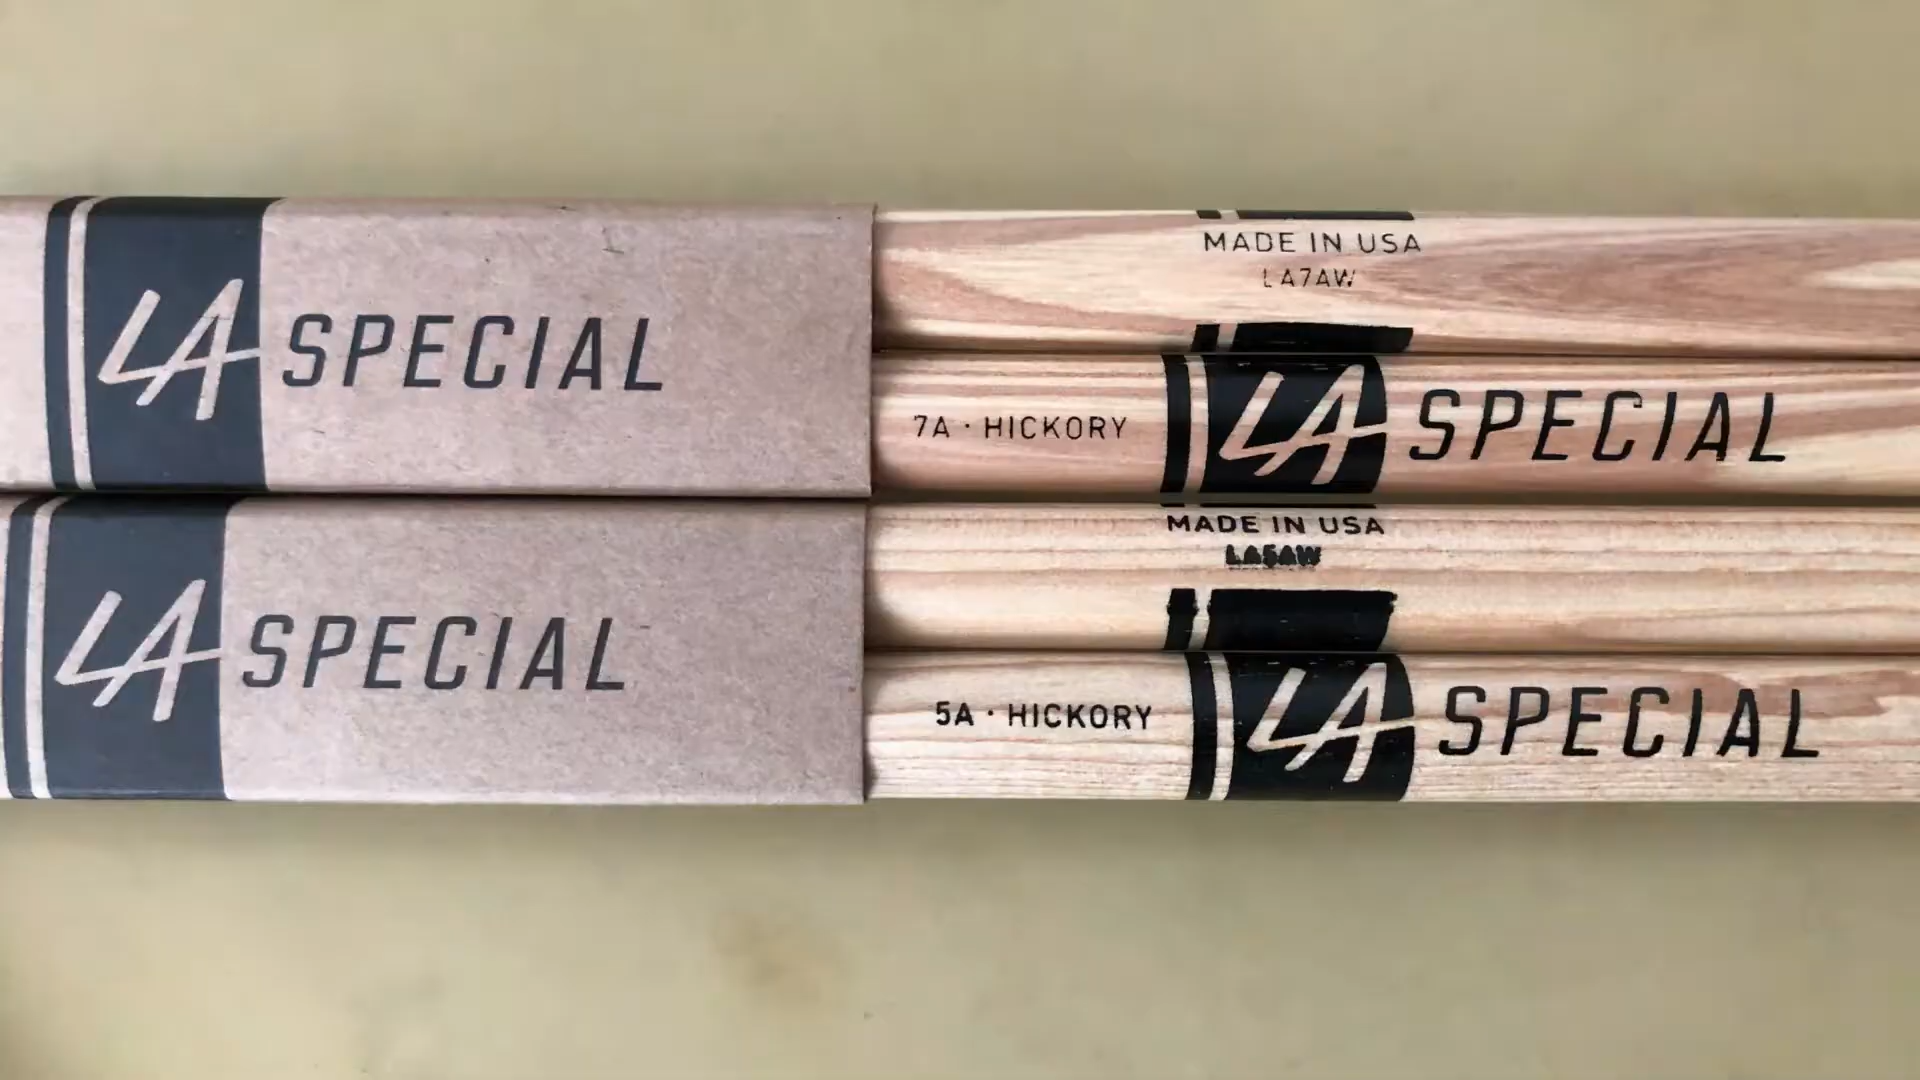 LA SPECIAL
MADE IN USA
LA7AW
7A · HICKORY LA SPECIAL
LA SPECIAL
MADE IN USA
LA5AW
5A · HICKORY LA SPECIAL